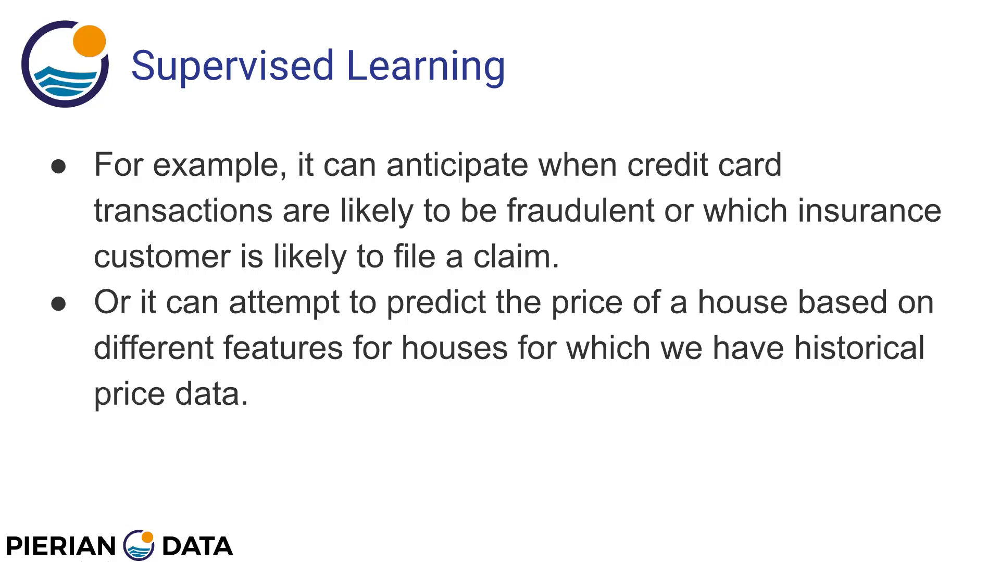 Supervised Learning
● For example, it can anticipate when credit card
transactions are likely to be fraudulent or which insurance
customer is likely to file a claim.
● Or it can attempt to predict the price of a house based on
different features for houses for which we have historical
price data.
PIERIAN DATA